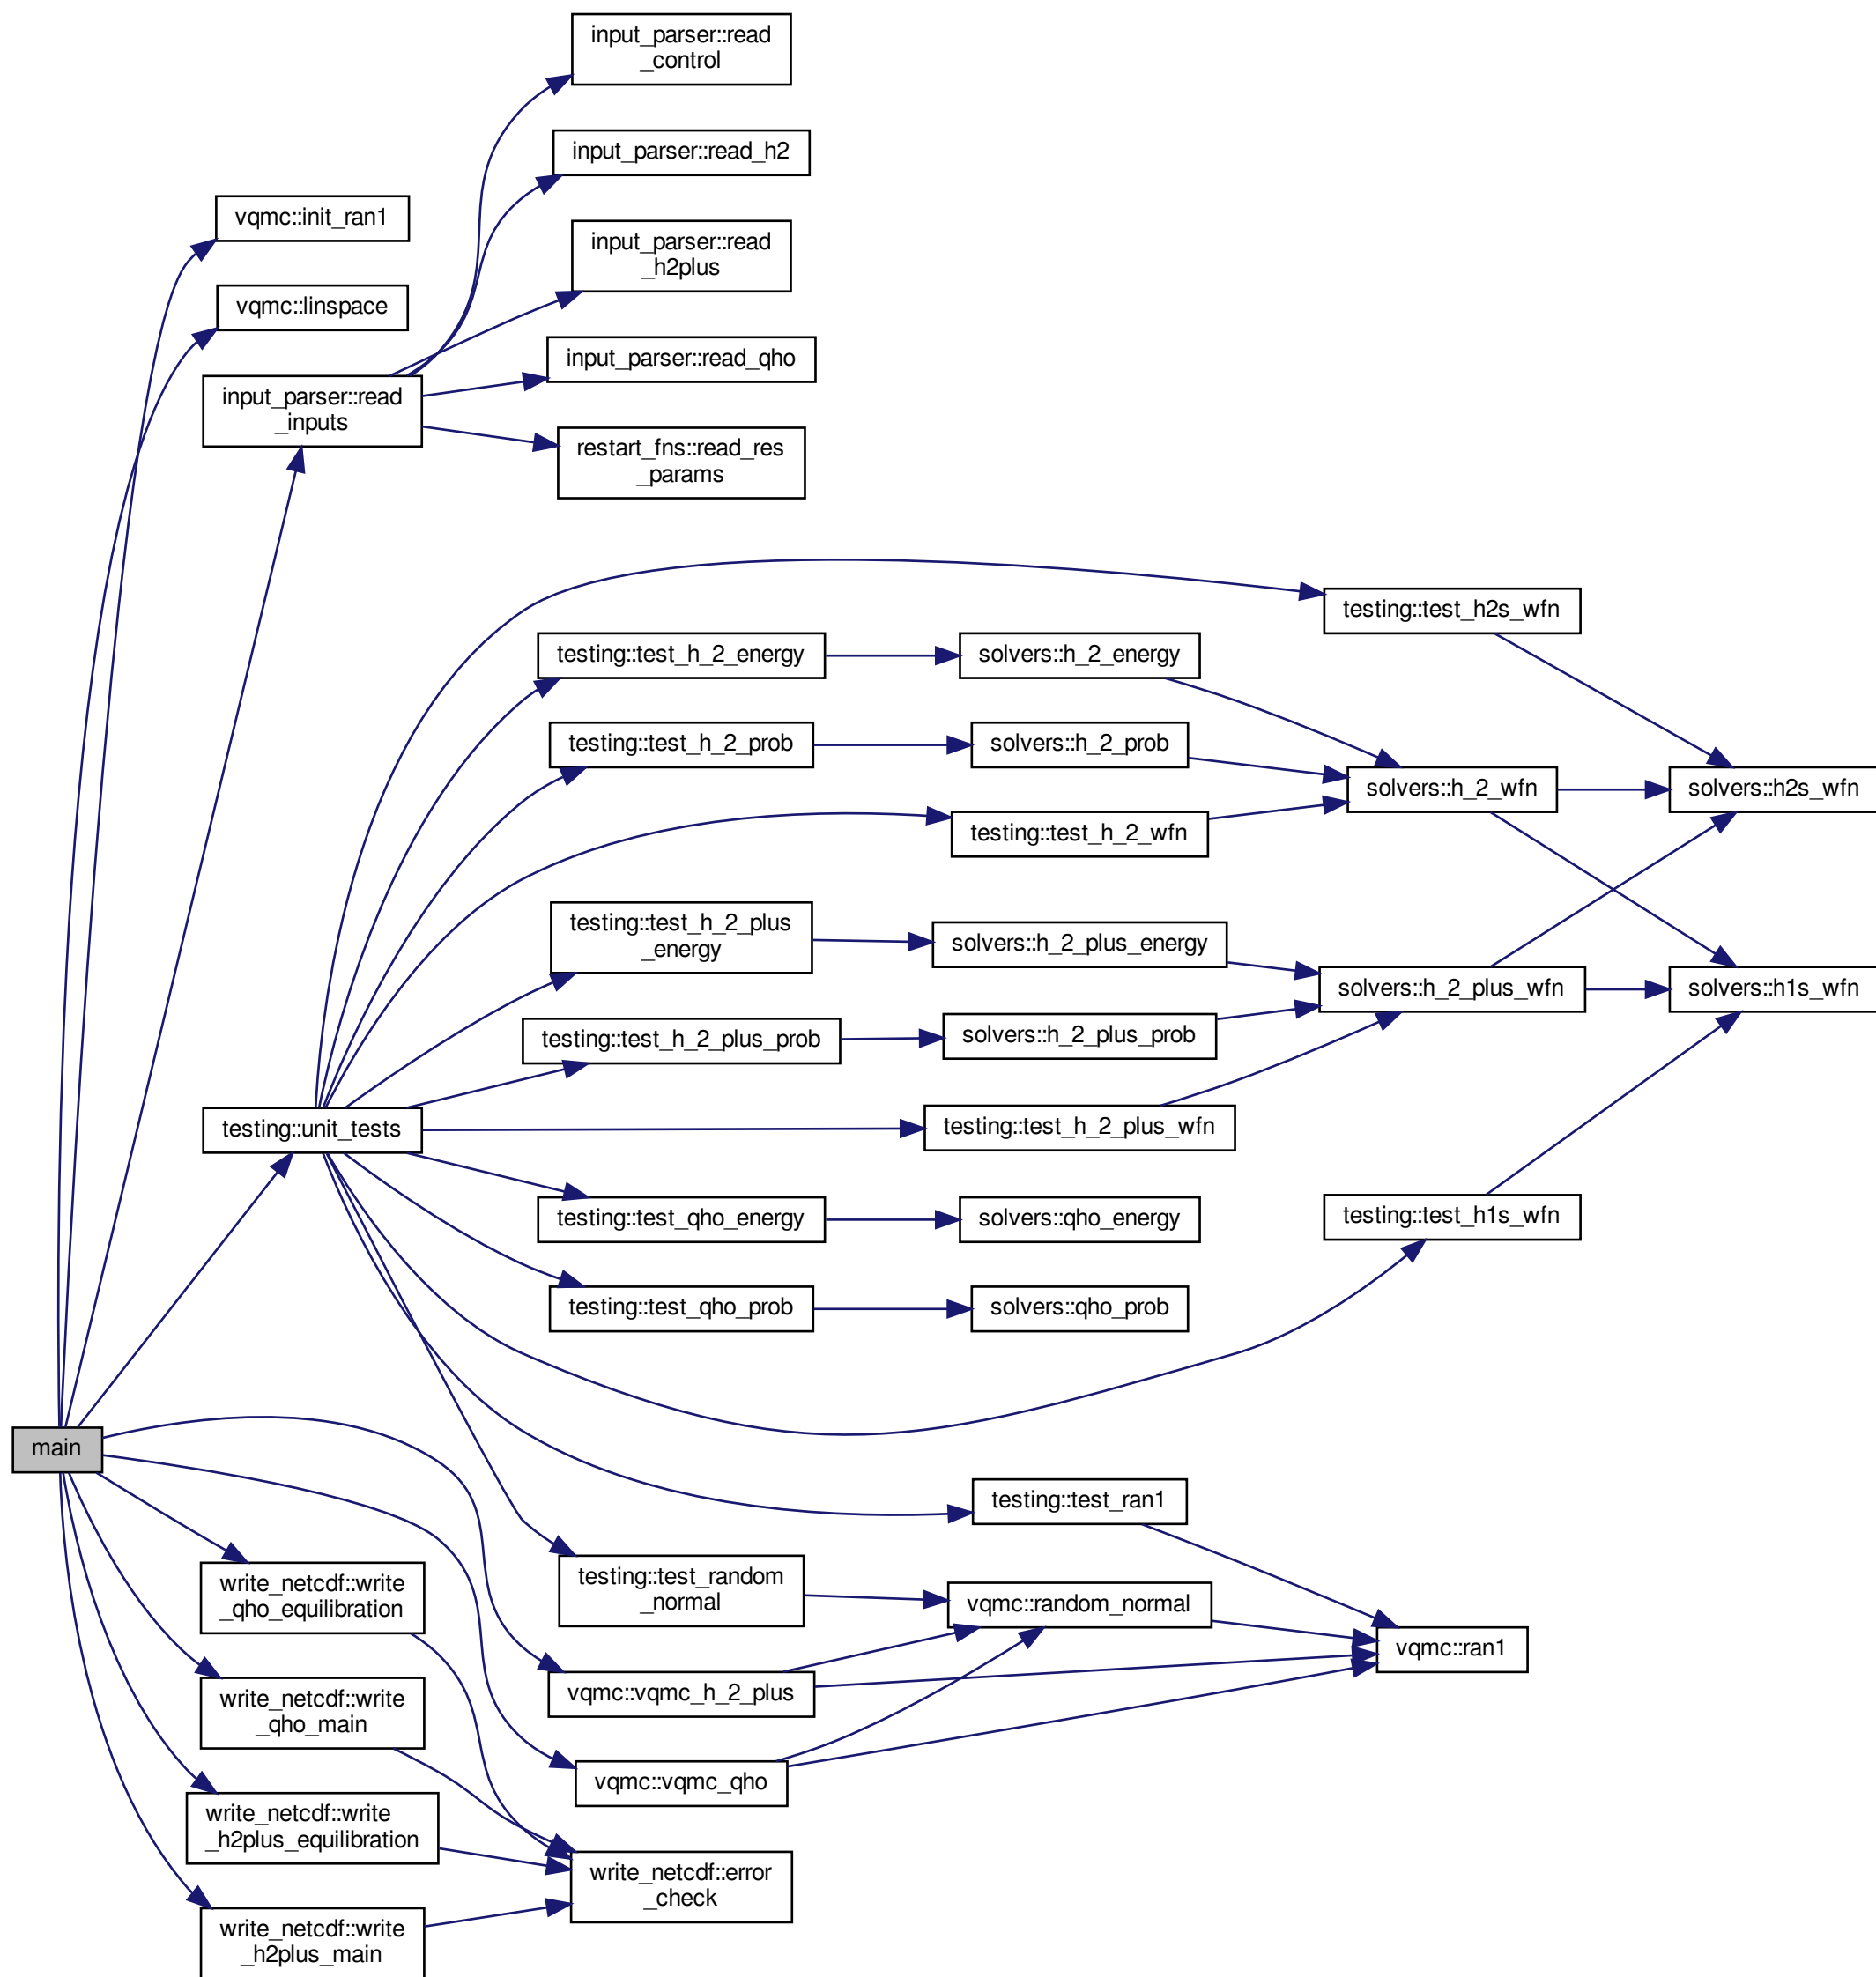 input_parser::read
_control
input_parser::read_h2
vqmc::init_ran1
input_parser::read
_h2plus
vqmc::linspace
input_parser::read_qho
input_parser::read
_inputs
restart_fns::read_res
_params
testing::test_h2s_wfn
testing::test_h_2_energy
solvers::h_2_energy
testing::test_h_2_prob
solvers::h_2_prob
solvers::h_2_wfn
solvers::h2s_wfn
testing::test_h_2_wfn
testing::test_h_2_plus
_energy
solvers::h_2_plus_energy
solvers::h_2_plus_wfn
solvers::h1s_wfn
testing::test_h_2_plus_prob
solvers::h_2_plus_prob
testing::unit_tests
testing::test_h_2_plus_wfn
testing::test_qho_energy
solvers::qho_energy
testing::test_h1s_wfn
testing::test_qho_prob
solvers::qho_prob
main
testing::test_ran1
write_netcdf::write
_qho_equilibration
testing::test_random
_normal
vqmc::random_normal
vqmc::ran1
write_netcdf::write
_qho_main
vqmc::vqmc_h_2_plus
vqmc::vqmc_qho
write_netcdf::write
_h2plus_equilibration
write_netcdf::error
_check
write_netcdf::write
_h2plus_main